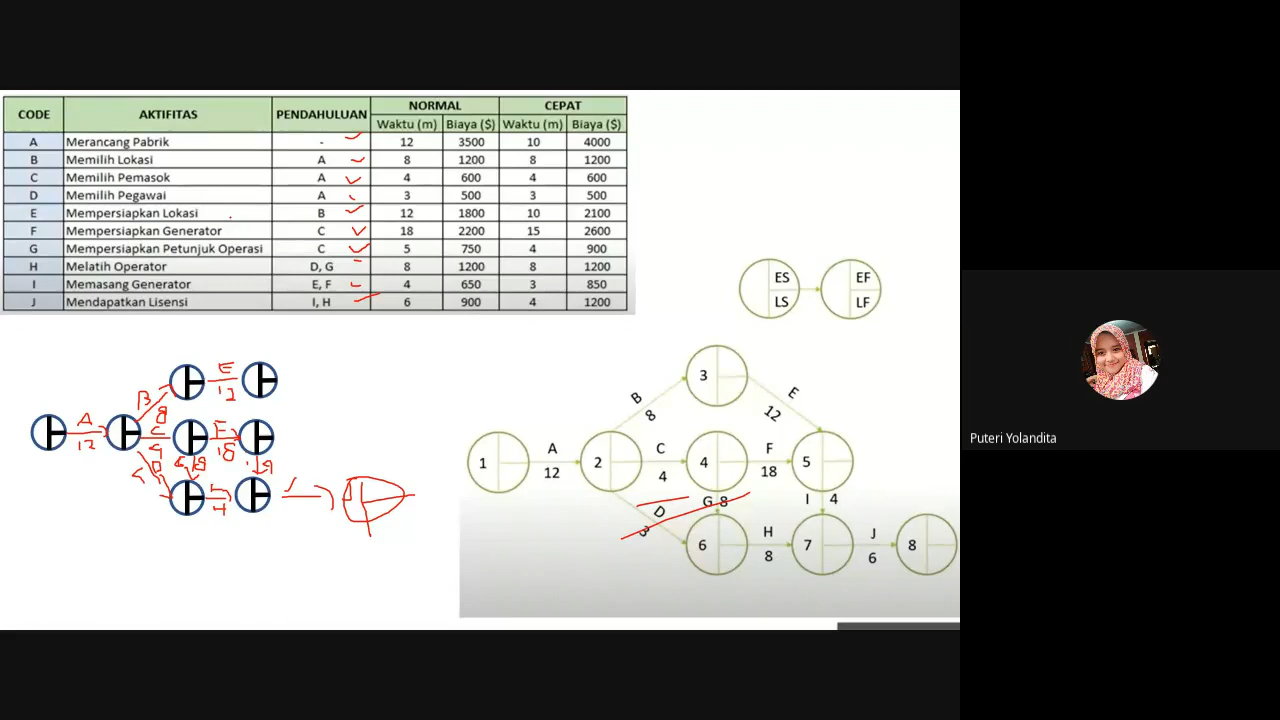 CODE AKTIFITAS PENDAHULUAN NORMAL CEPAT
Waktu (m) Biaya ($) Waktu (m) Biaya ($)
A Merancang Pabrik - 12 3500 10 4000
B Memilih Lokasi A 8 1200 8 1200
C Memilih Pemasok A 4 600 4 600
D Memilih Pegawai A 3 500 3 500
E Mempersiapkan Lokasi B 12 1800 10 2100
F Mempersiapkan Generator C 18 2200 15 2600
G Mempersiapkan Petunjuk Operasi C 5 750 4 900
H Melatih Operator D, G 8 1200 8 1200
I Memasang Generator E, F 4 650 3 850
J Mendapatkan Lisensi I, H 6 900 4 1200
ES
LS
EF
LF
A
12
B
8
C
E
12
18
4
1
A
12
2
B
8
3
E
12
C
4
4
F
18
5
D
3
G 8
I 4
6
H
8
7
J
6
8
Puteri Yolandita